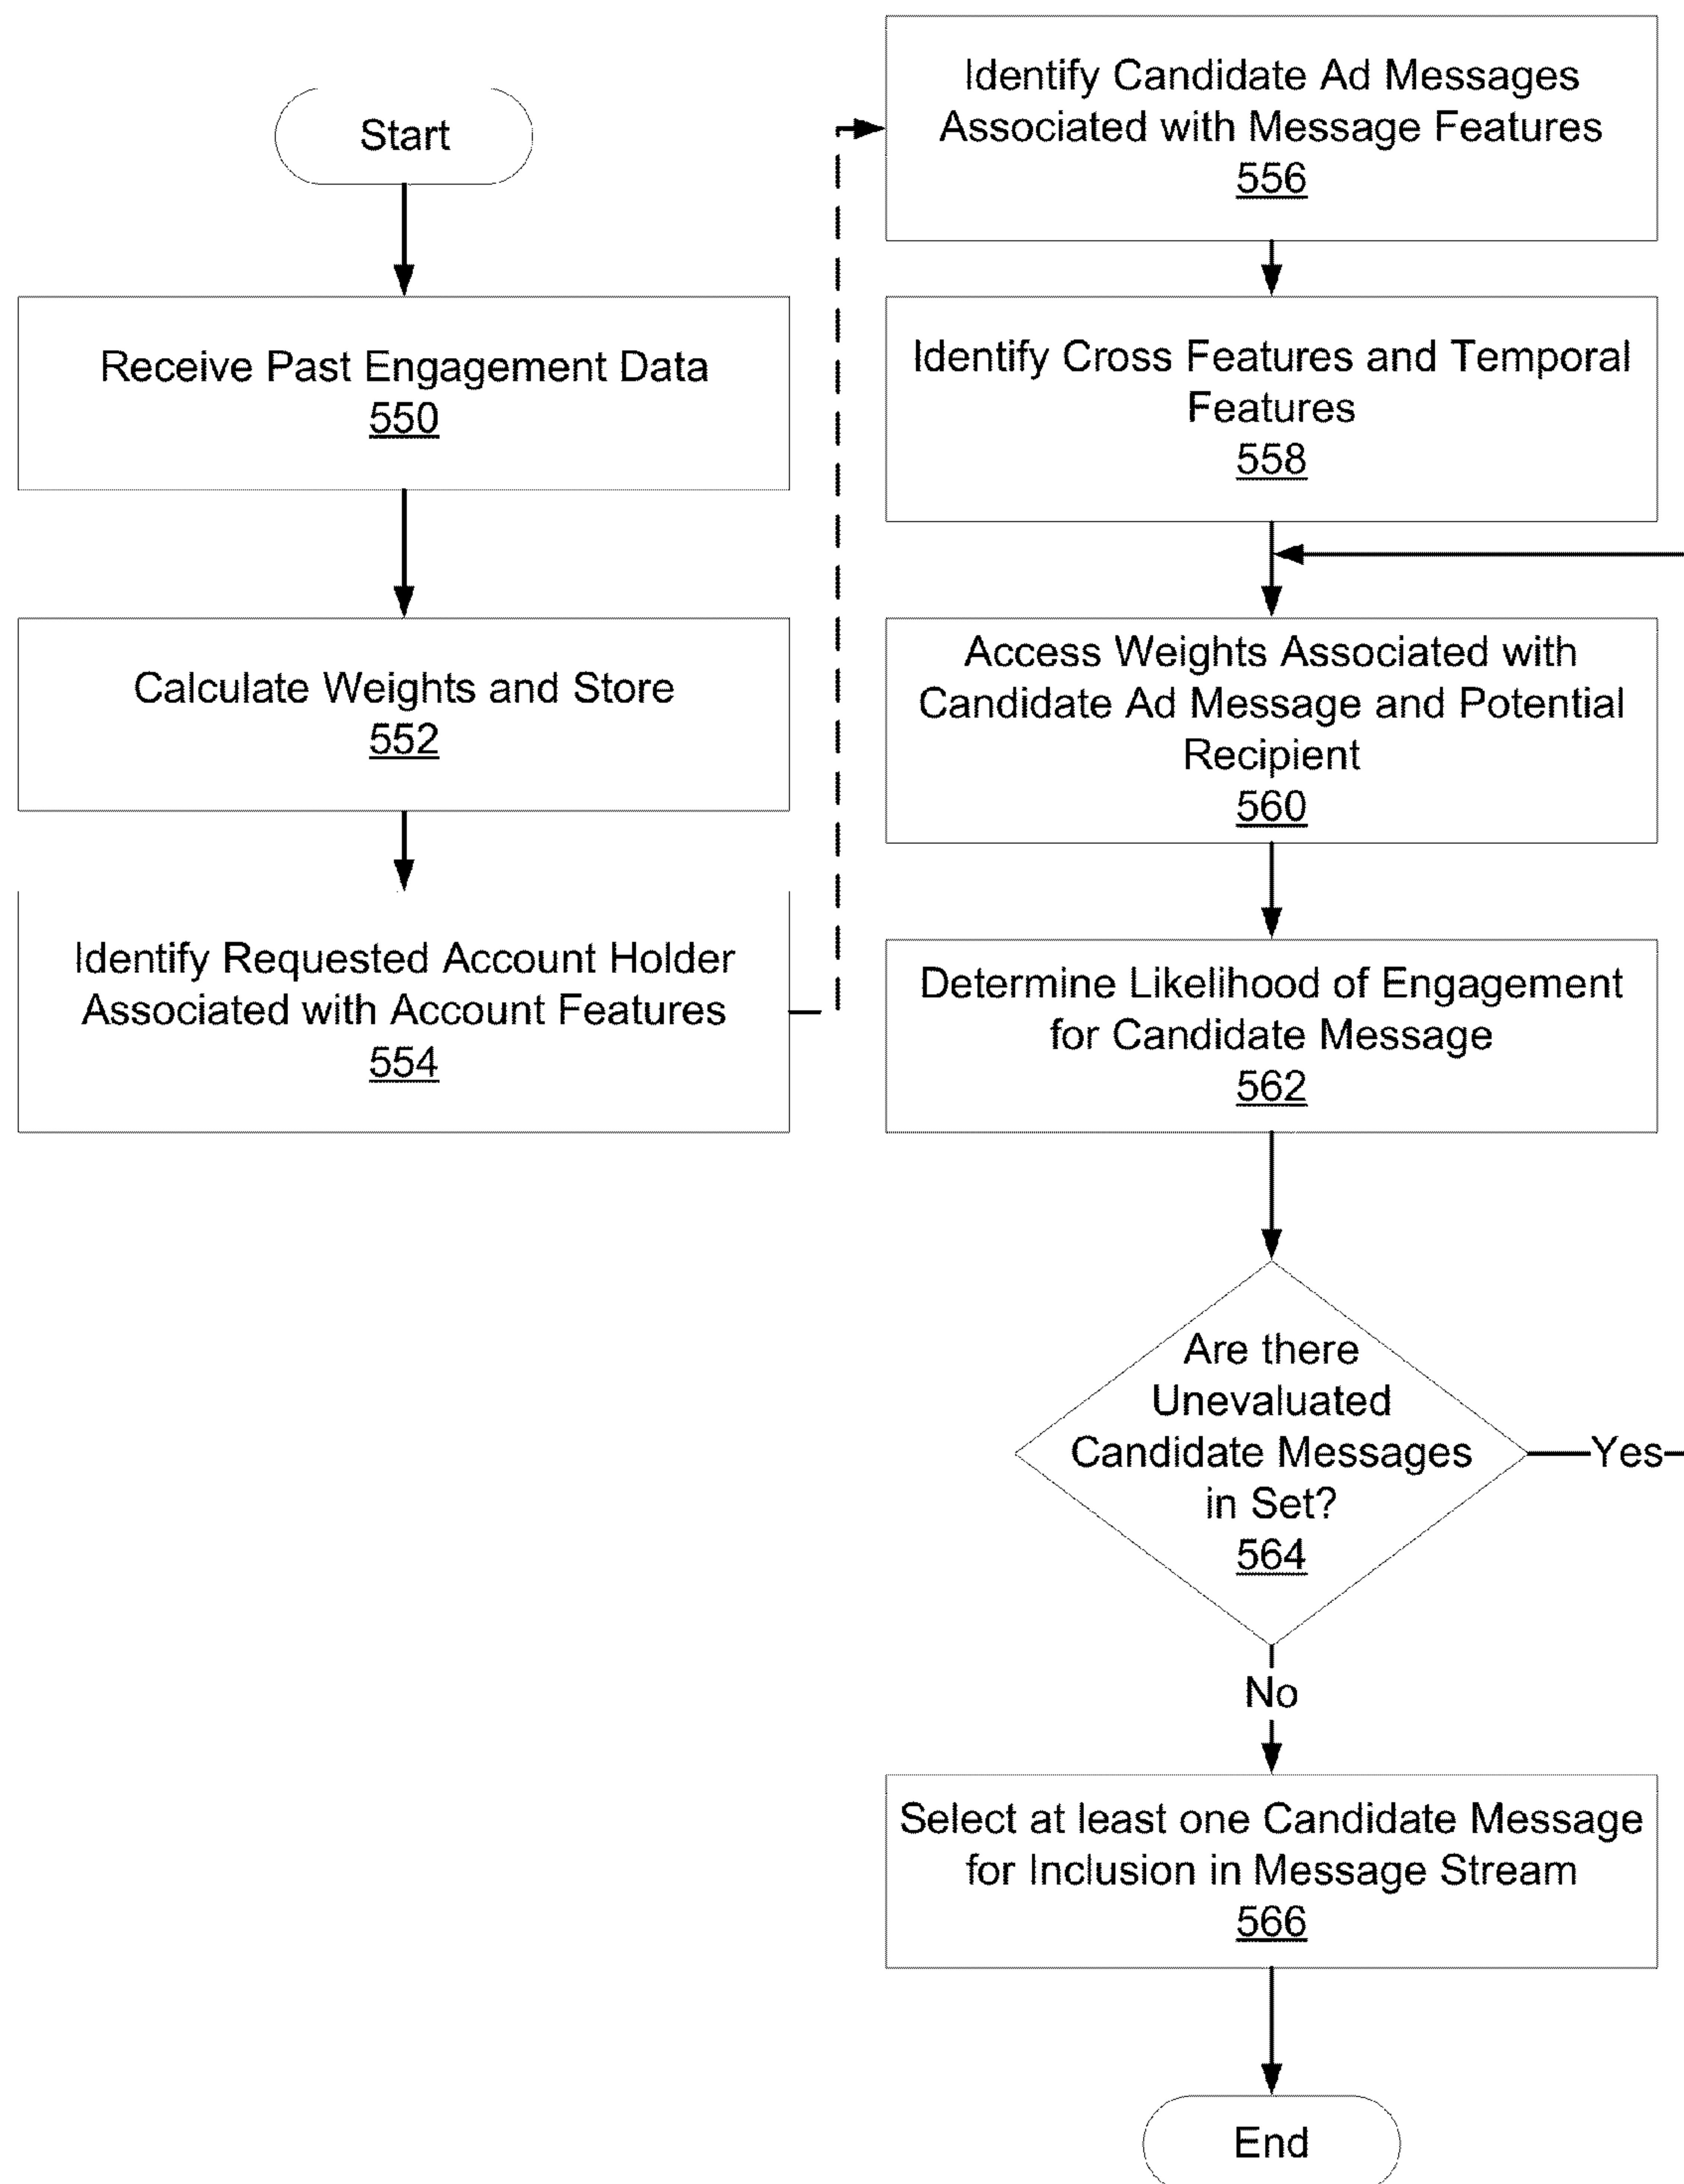 Start
Receive Past Engagement Data
550
Calculate Weights and Store
552
Identify Requested Account Holder
Associated with Account Features
554
Identify Candidate Ad Messages
Associated with Message Features
556
Identify Cross Features and Temporal
Features
558
Access Weights Associated with
Candidate Ad Message and Potential
Recipient
560
Determine Likelihood of Engagement
for Candidate Message
562
Are there
Unevaluated
Candidate Messages
in Set?
564
Yes
No
Select at least one Candidate Message
for Inclusion in Message Stream
566
End